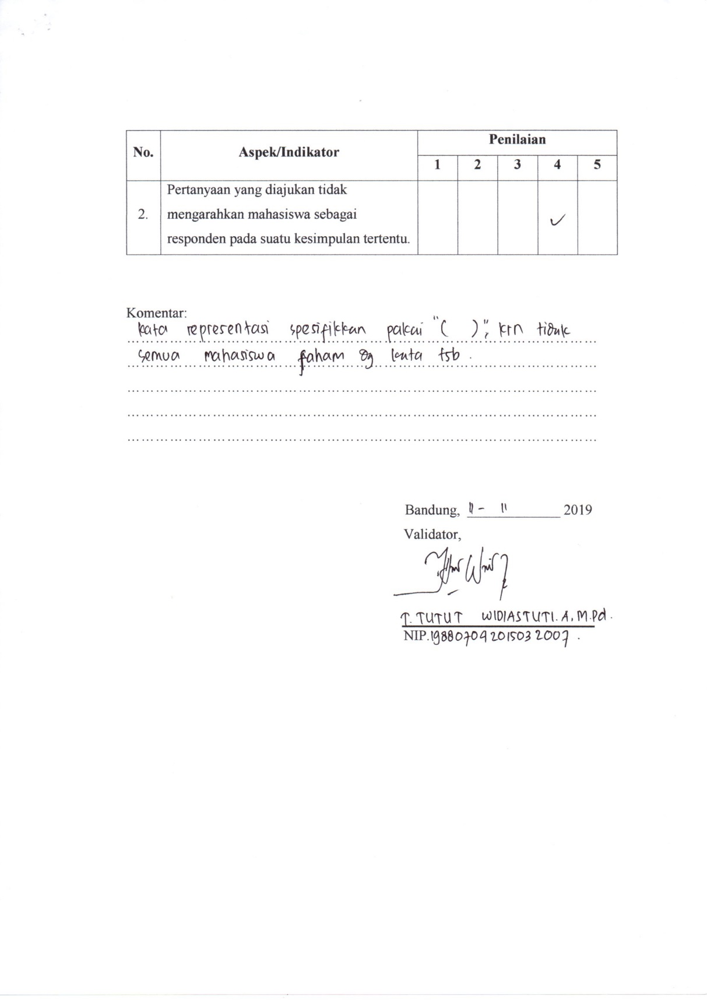 No. Aspek/Indikator Penilaian
1 2 3 4 5
2. Pertanyaan yang diajukan tidak
mengarahkan mahasiswa sebagai
responden pada suatu kesimpulan tertentu. ✓
Komentar:
kata representasi spesifikkan pakai "( )", krn tidak
semua mahasiswa faham dg kata tsb.
Bandung, 11 - 11 2019
Validator,
T. TUTUT WIDIASTUTI. A, M.Pd.
NIP.198807092015032007.